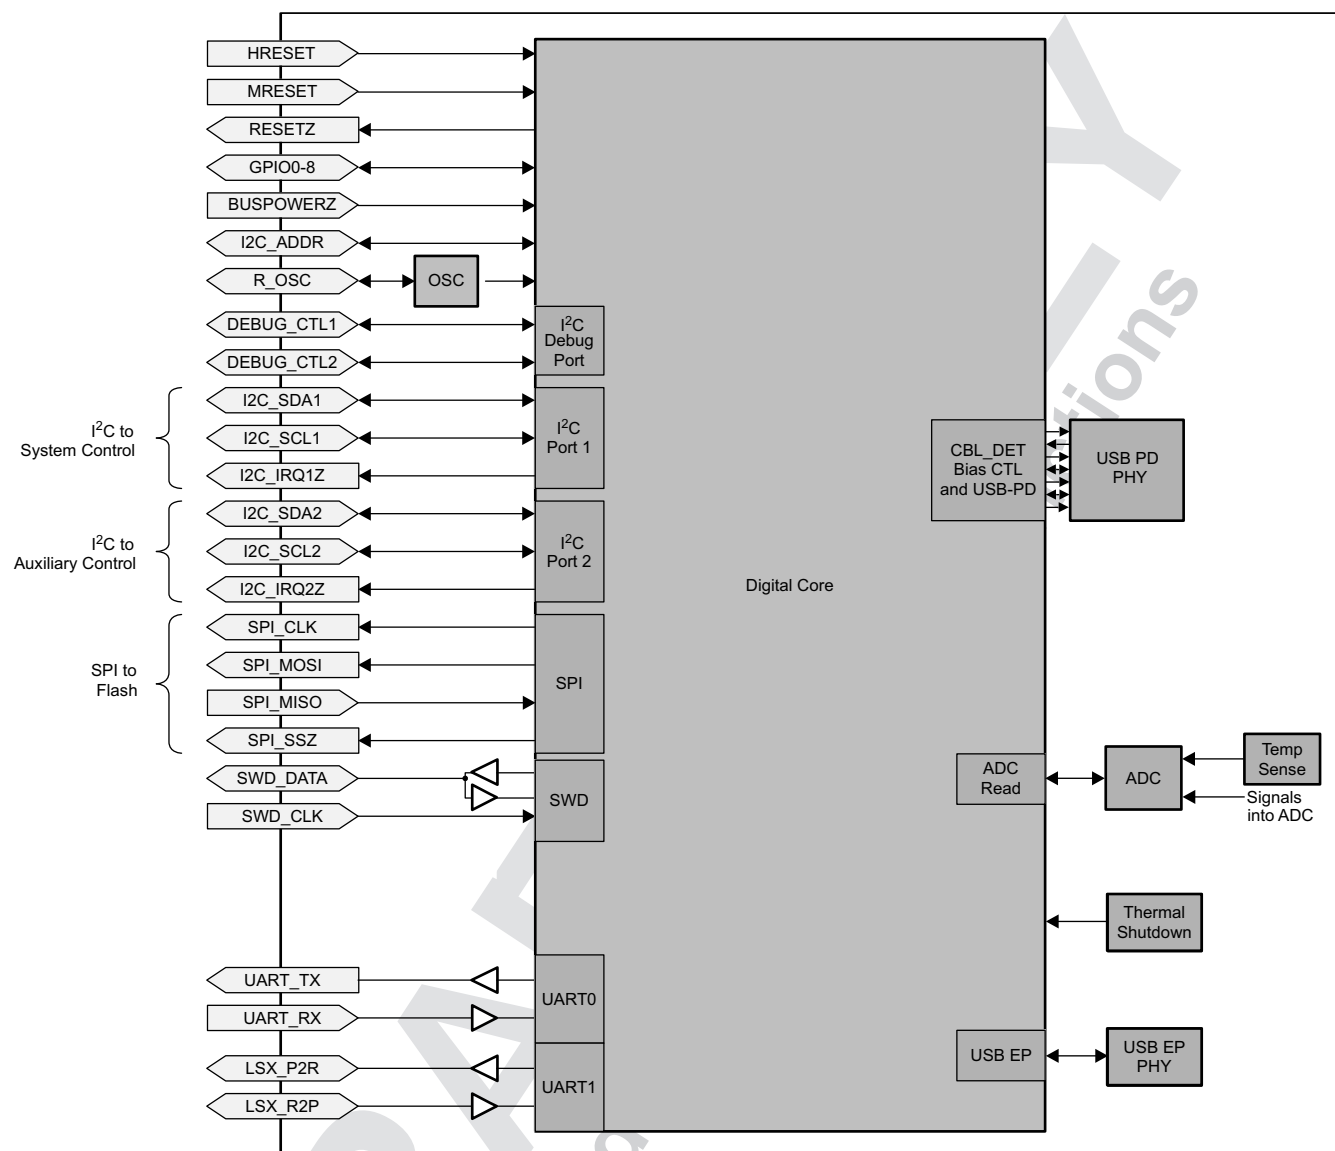 HRESET
MRESET
RESETZ
GPIO0-8
BUSPOWERZ
I2C_ADDR
R_OSC
OSC
DEBUG_CTL1
DEBUG_CTL2
I²C
Debug
Port
I²C to
System Control
I2C_SDA1
I2C_SCL1
I2C_IRQ1Z
I²C
Port 1
I²C to
Auxiliary Control
I2C_SDA2
I2C_SCL2
I2C_IRQ2Z
I²C
Port 2
SPI to
Flash
SPI_CLK
SPI_MOSI
SPI_MISO
SPI_SSZ
SPI
SWD_DATA
SWD_CLK
SWD
UART_TX
UART_RX
UART0
LSX_P2R
LSX_R2P
UART1
Digital Core
CBL_DET
Bias CTL
and USB-PD
USB PD
PHY
ADC
Read
ADC
Temp
Sense
Signals
into ADC
Thermal
Shutdown
USB EP
USB EP
PHY